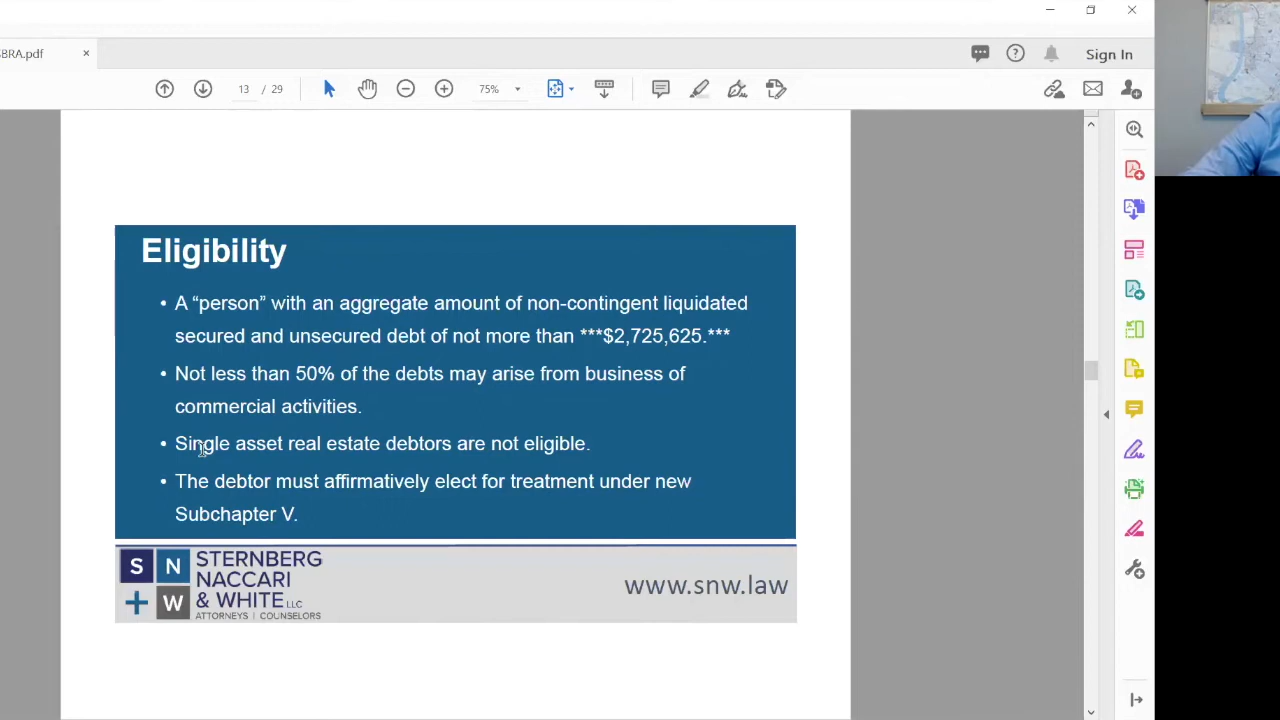 BRA.pdf
Sign In
13 / 29
75%
Eligibility
• A “person” with an aggregate amount of non-contingent liquidated
secured and unsecured debt of not more than ***$2,725,625.***
• Not less than 50% of the debts may arise from business of
commercial activities.
• Single asset real estate debtors are not eligible.
• The debtor must affirmatively elect for treatment under new
Subchapter V.
S N
+ W
STERNBERG
NACCARI
& WHITE LLC
ATTORNEYS | COUNSELORS
www.snw.law